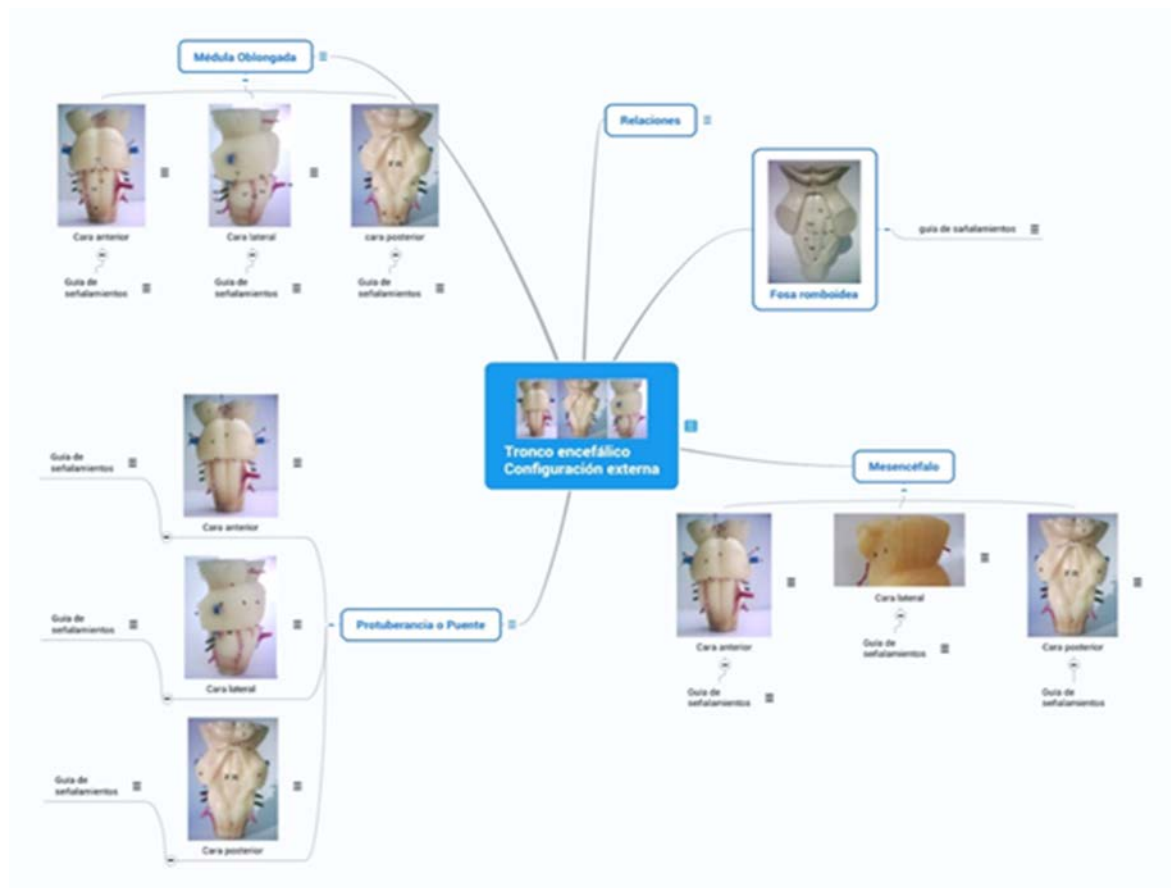 Médula Oblongada
Cara anterior
Cara lateral
cara posterior
Guía de
señalamientos
Guía de
señalamientos
Guía de
señalamientos
Relaciones
Fosa romboidea
guía de señalamientos
Tronco encefálico
Configuración externa
Mesencéfalo
Cara anterior
Guía de
señalamientos
Cara lateral
Guía de
señalamientos
Cara posterior
Guía de
señalamientos
Protuberancia o Puente
Cara anterior
Guía de
señalamientos
Cara lateral
Guía de
señalamientos
Cara posterior
Guía de
señalamientos